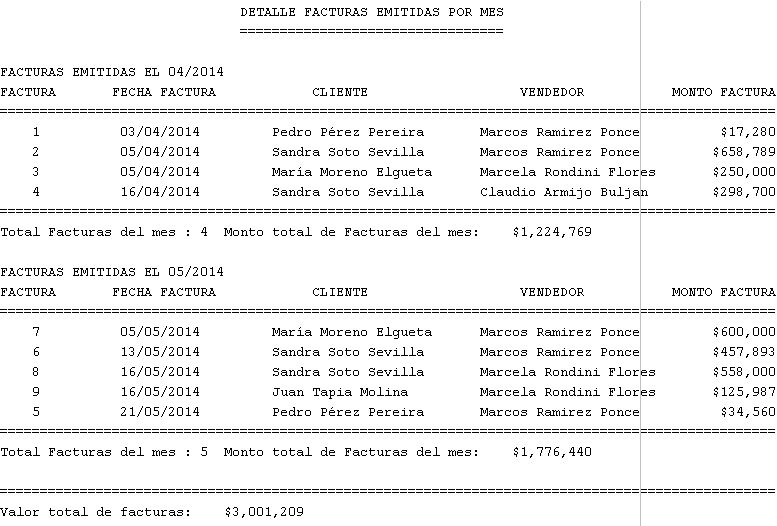 DETALLE FACTURAS EMITIDAS POR MES
=================================
FACTURAS EMITIDAS EL 04/2014
FACTURA FECHA FACTURA CLIENTE VENDEDOR MONTO FACTURA
=================================================================================================
1 03/04/2014 Pedro Pérez Pereira Marcos Ramirez Ponce $17,280
2 05/04/2014 Sandra Soto Sevilla Marcos Ramirez Ponce $658,789
3 05/04/2014 María Moreno Elgueta Marcela Rondini Flores $250,000
4 16/04/2014 Sandra Soto Sevilla Claudio Armijo Buljan $298,700
=================================================================================================
Total Facturas del mes : 4 Monto total de Facturas del mes: $1,224,769
FACTURAS EMITIDAS EL 05/2014
FACTURA FECHA FACTURA CLIENTE VENDEDOR MONTO FACTURA
=================================================================================================
7 05/05/2014 María Moreno Elgueta Marcos Ramirez Ponce $600,000
6 13/05/2014 Sandra Soto Sevilla Marcos Ramirez Ponce $457,893
8 16/05/2014 Sandra Soto Sevilla Marcela Rondini Flores $558,000
9 16/05/2014 Juan Tapia Molina Marcela Rondini Flores $125,987
5 21/05/2014 Pedro Pérez Pereira Marcos Ramirez Ponce $34,560
=================================================================================================
Total Facturas del mes : 5 Monto total de Facturas del mes: $1,776,440
=================================================================================================
Valor total de facturas: $3,001,209